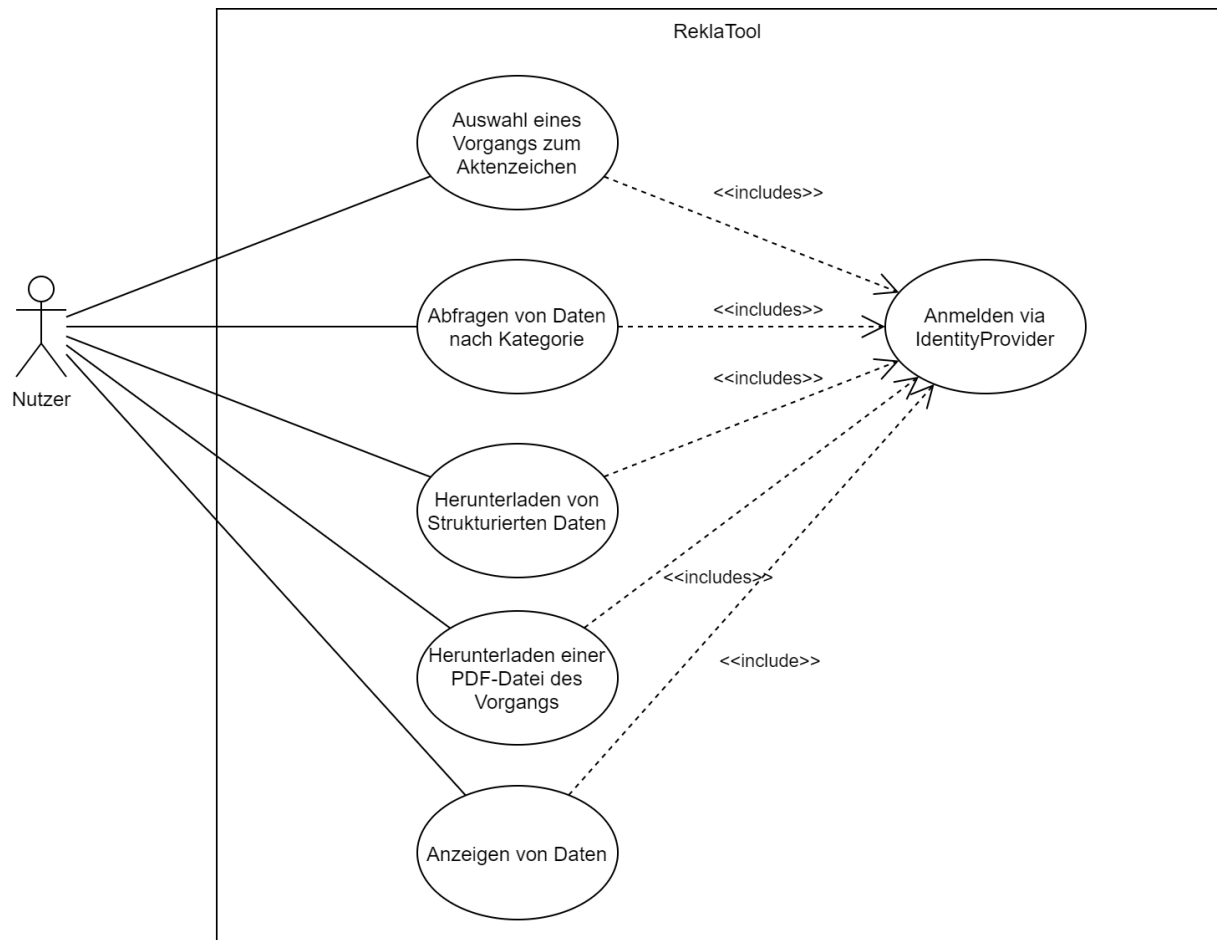 ReklaTool
Auswahl eines
Vorgangs zum
Aktenzeichen
<<includes>>
Abfragen von Daten
nach Kategorie
<<includes>>
Anmelden via
IdentityProvider
Nutzer
<<includes>>
Herunterladen von
Strukturierten Daten
<<includes>>
Herunterladen einer
PDF-Datei des
Vorgangs
<<include>>
Anzeigen von Daten